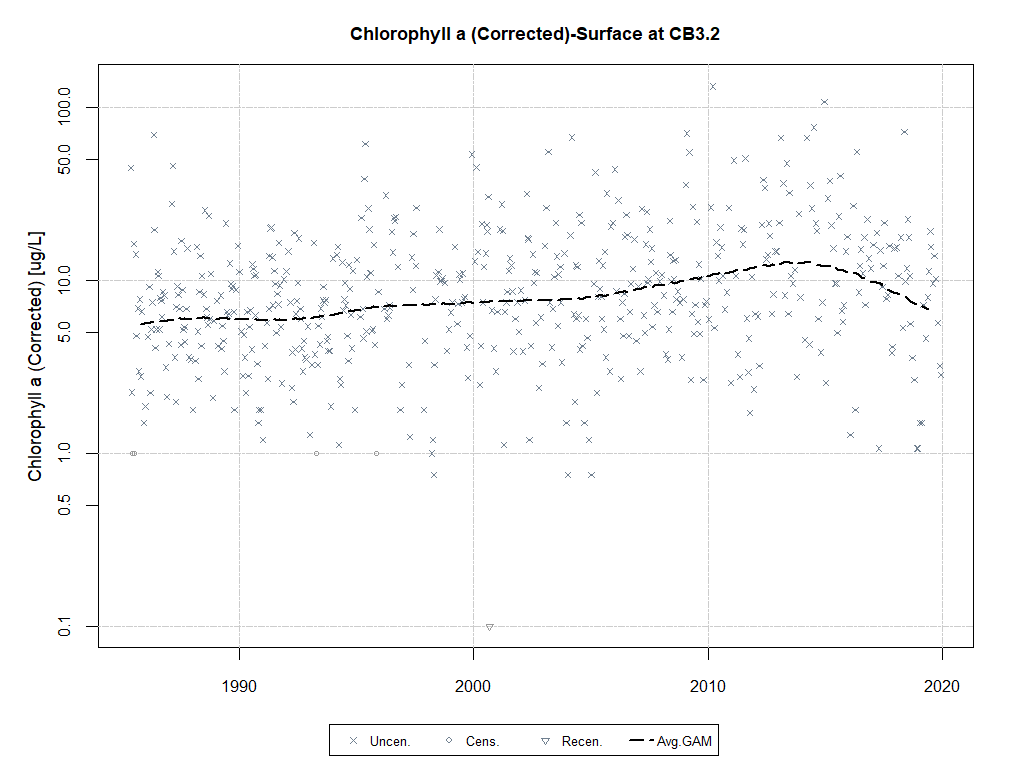 Chlorophyll a (Corrected)-Surface at CB3.2
Chlorophyll a (Corrected) [ug/L]
100.0
50.0
10.0
5.0
1.0
0.5
0.1
1990 2000 2010 2020
Uncen. Cens. Recen. Avg.GAM